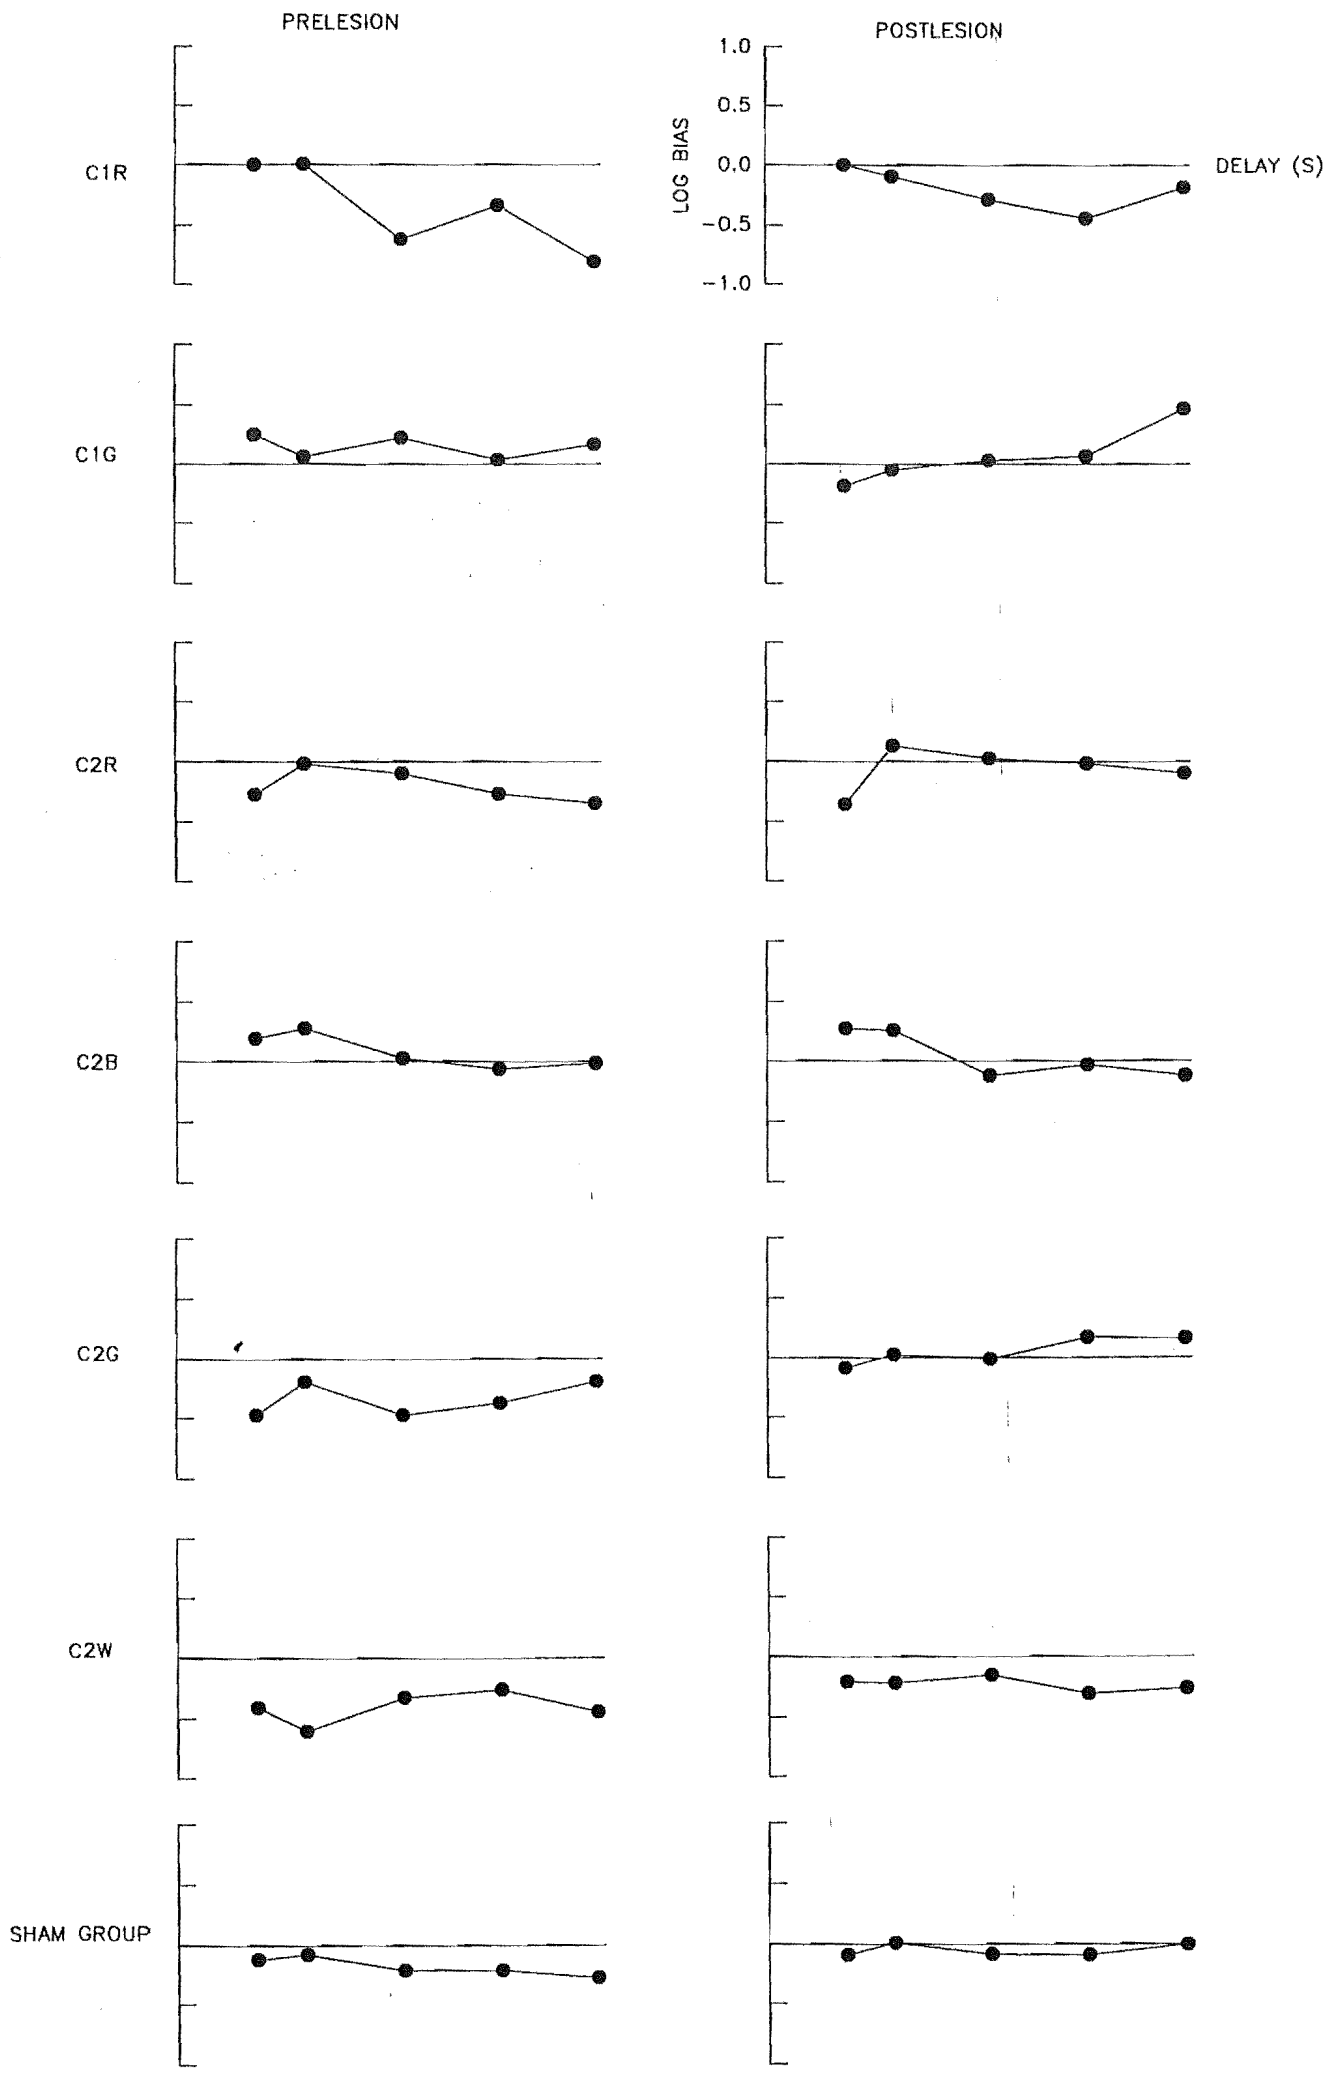 PRELESION
POSTLESION
1.0
0.5
0.0
-0.5
-1.0
LOG BIAS
DELAY (S)
C1R
C1G
C2R
C2B
C2G
C2W
SHAM GROUP